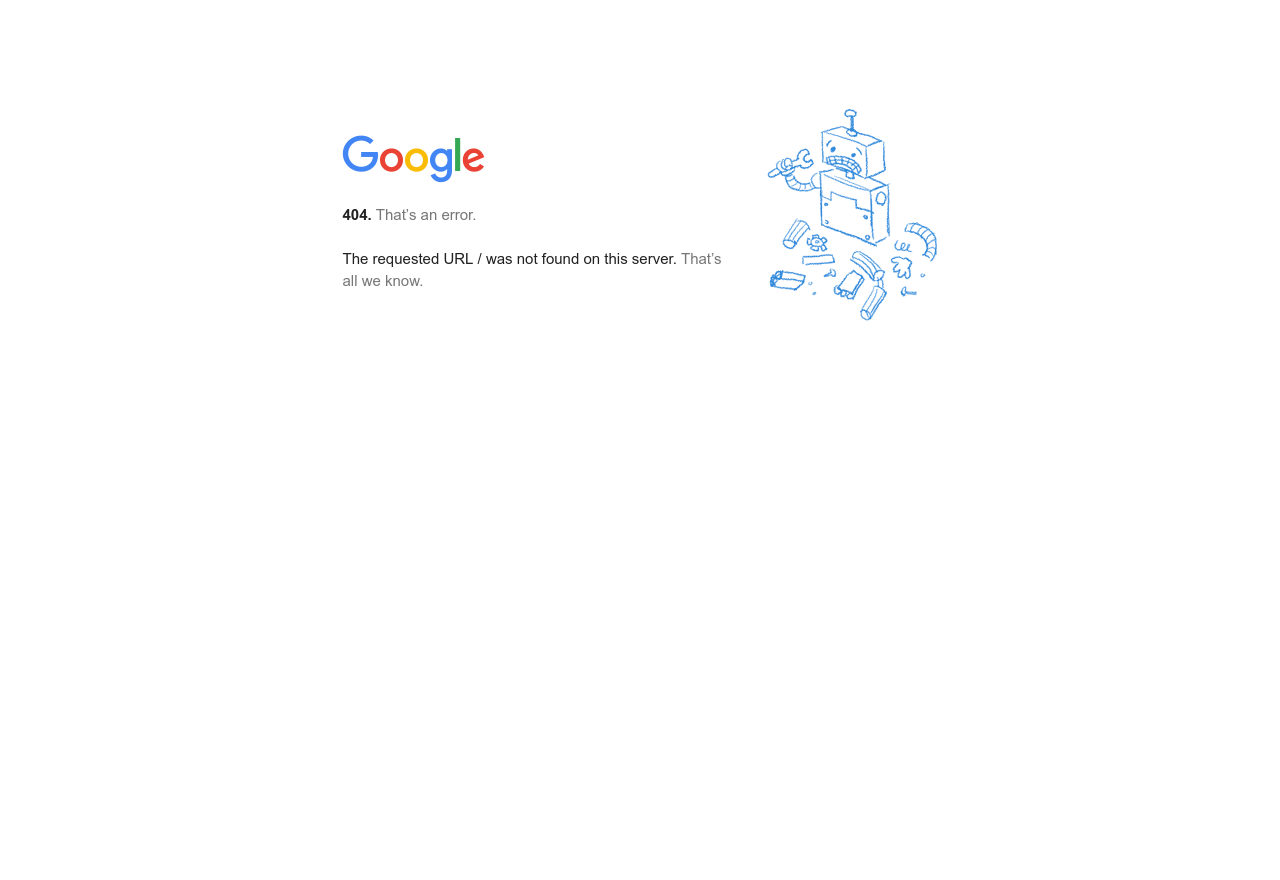 Google
404. That’s an error.
The requested URL / was not found on this server. That’s
all we know.